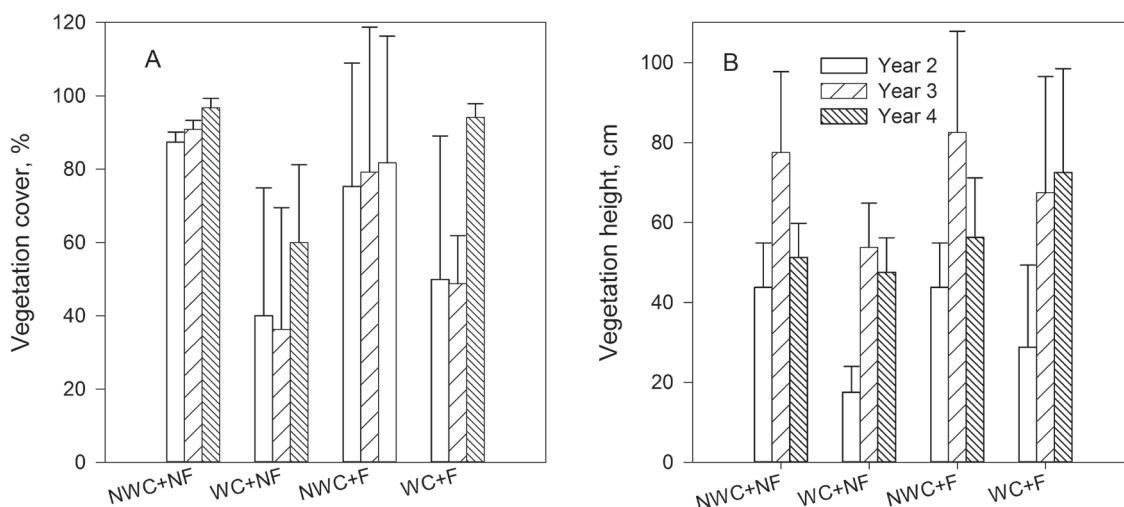 A
Vegetation cover, %
120
100
80
60
40
20
0
NWC+NF WC+NF NWC+F WC+F
B
Year 2
Year 3
Year 4
Vegetation height, cm
100
80
60
40
20
0
NWC+NF WC+NF NWC+F WC+F